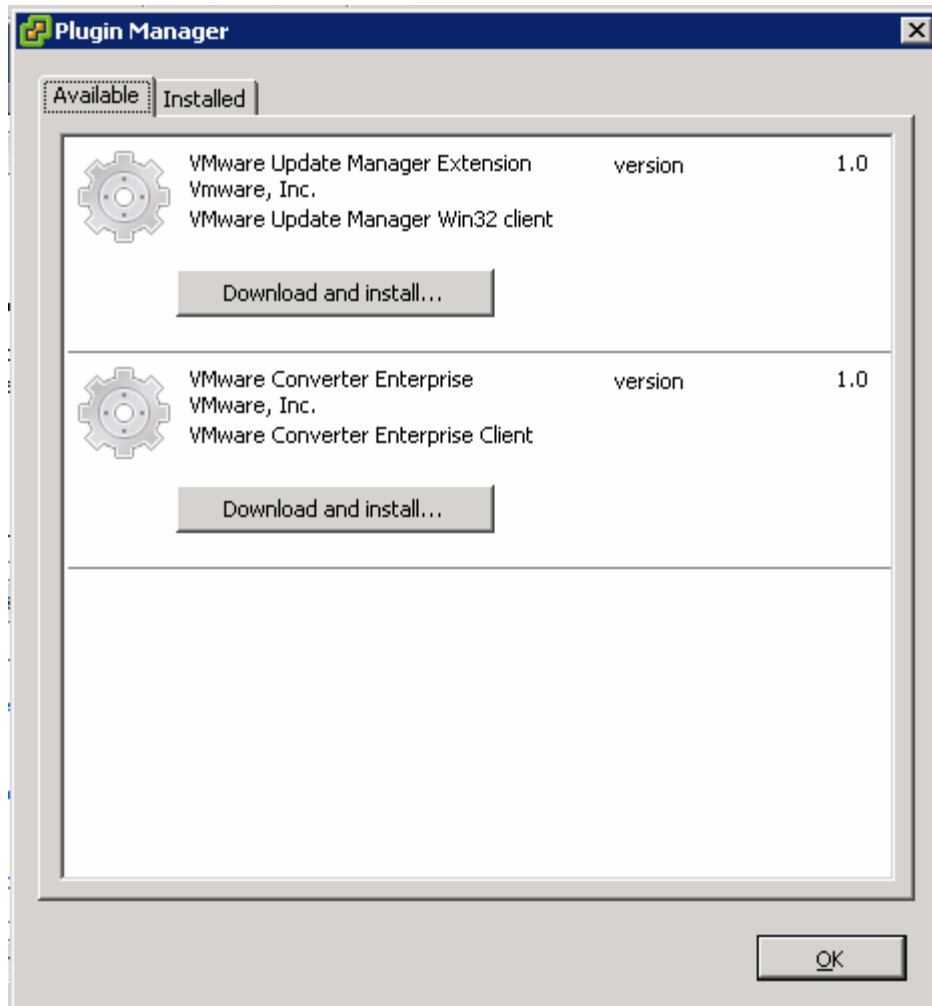 Plugin Manager
Available Installed
VMware Update Manager Extension version 1.0
Vmware, Inc.
VMware Update Manager Win32 client
Download and install...
VMware Converter Enterprise version 1.0
VMware, Inc.
VMware Converter Enterprise Client
Download and install...
OK